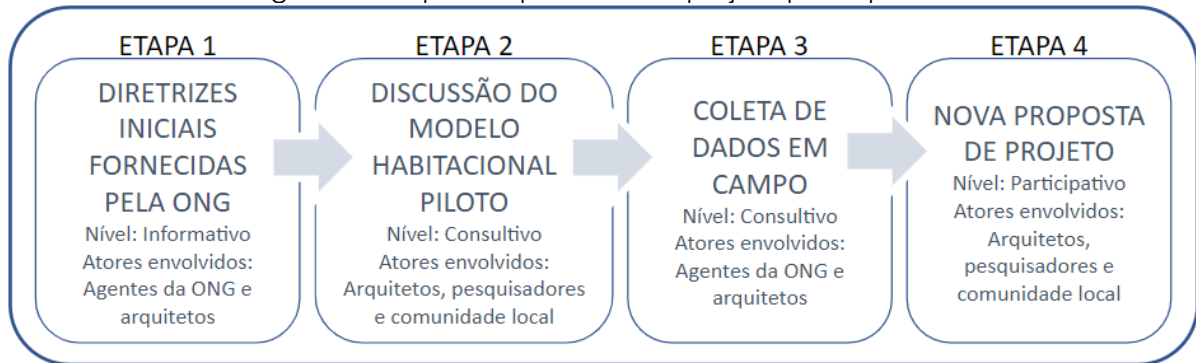 ETAPA 1
DIRETRIZES
INICIAIS
FORNECIDAS
PELA ONG
Nível: Informativo
Atores envolvidos:
Agentes da ONG e
arquitetos
ETAPA 2
DISCUSSÃO DO
MODELO
HABITACIONAL
PILOTO
Nível: Consultivo
Atores envolvidos:
Arquitetos, pesquisadores
e comunidade local
ETAPA 3
COLETA DE
DADOS EM
CAMPO
Nível: Consultivo
Atores envolvidos:
Agentes da ONG e
arquitetos
ETAPA 4
NOVA PROPOSTA
DE PROJETO
Nível: Participativo
Atores envolvidos:
Arquitetos,
pesquisadores e
comunidade local